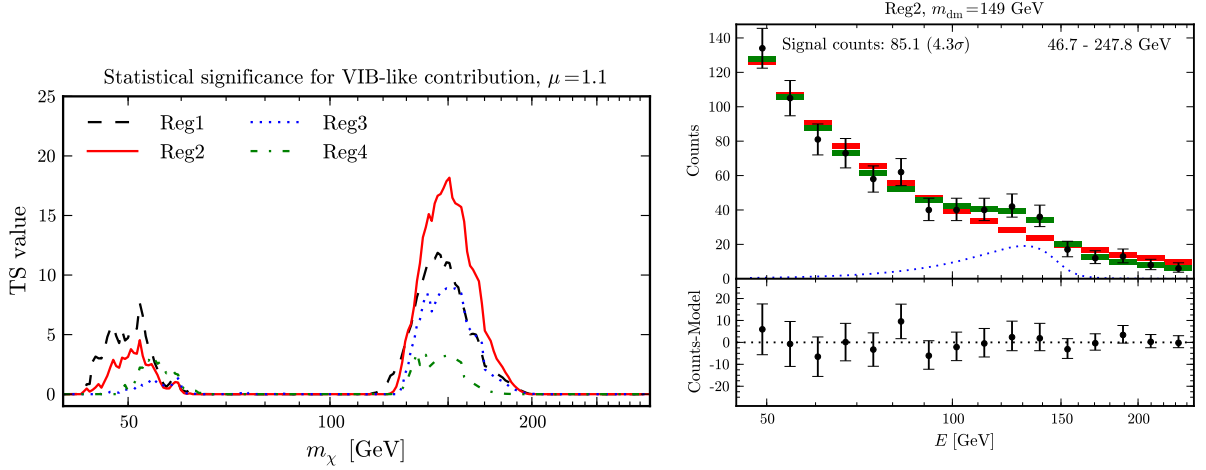 Statistical significance for VIB-like contribution, μ=1.1
25
20
15
10
5
0
TS value
Reg1
Reg2
Reg3
Reg4
50
100
200
m_χ [GeV]
Reg2, m_dm=149 GeV
Signal counts: 85.1 (4.3σ)
46.7 - 247.8 GeV
140
120
100
80
60
40
20
0
Counts
20
10
0
-10
-20
Counts-Model
50
100
150
200
E [GeV]